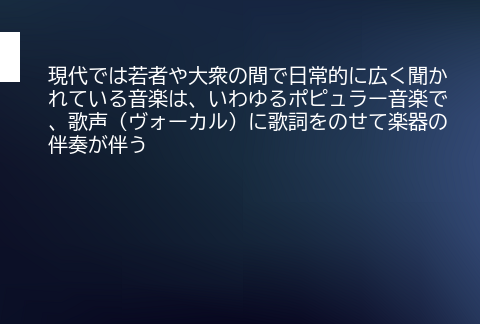 現代では若者や大衆の間で日常的に広く聞か
れている音楽は、いわゆるポピュラー音楽で
、歌声（ヴォーカル）に歌詞をのせて楽器の
伴奏が伴う